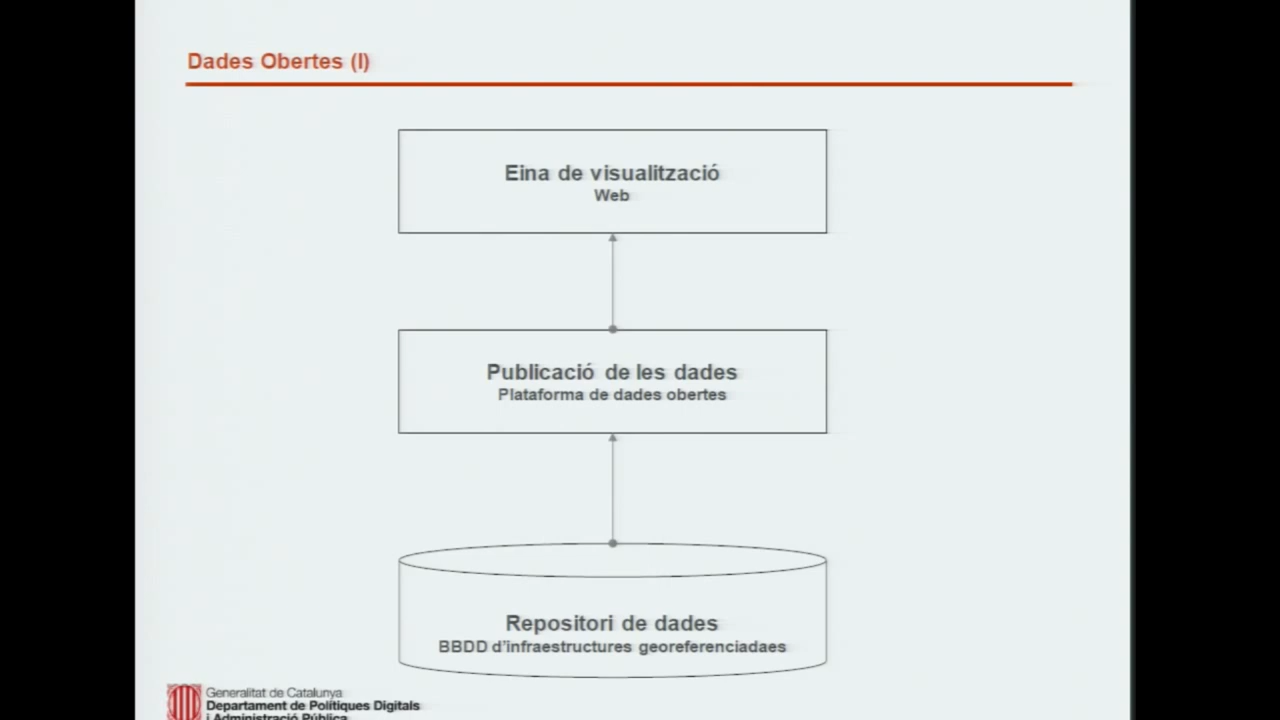 Dades Obertes (I)
Eina de visualització
Web
Publicació de les dades
Plataforma de dades obertes
Repositori de dades
BBDD d'infraestructures georeferenciadaes
Generalitat de Catalunya
Departament de Polítiques Digitals
i Administració Pública